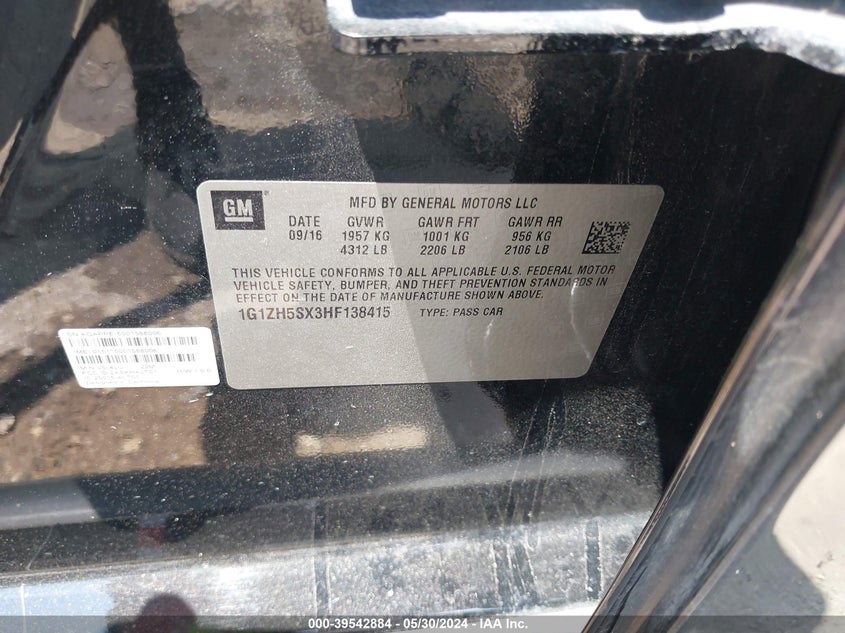 GM
MFD BY GENERAL MOTORS LLC
DATE GVWR GAWR FRT GAWR RR
09/16 1957 KG 1001 KG 956 KG
4312 LB 2206 LB 2106 LB
THIS VEHICLE CONFORMS TO ALL APPLICABLE U.S. FEDERAL MOTOR
VEHICLE SAFETY, BUMPER, AND THEFT PREVENTION STANDARDS IN
EFFECT ON THE DATE OF MANUFACTURE SHOWN ABOVE.
1G1ZH5SX3HF138415 TYPE: PASS CAR
000-39542884 - 05/30/2024 - IAA Inc.